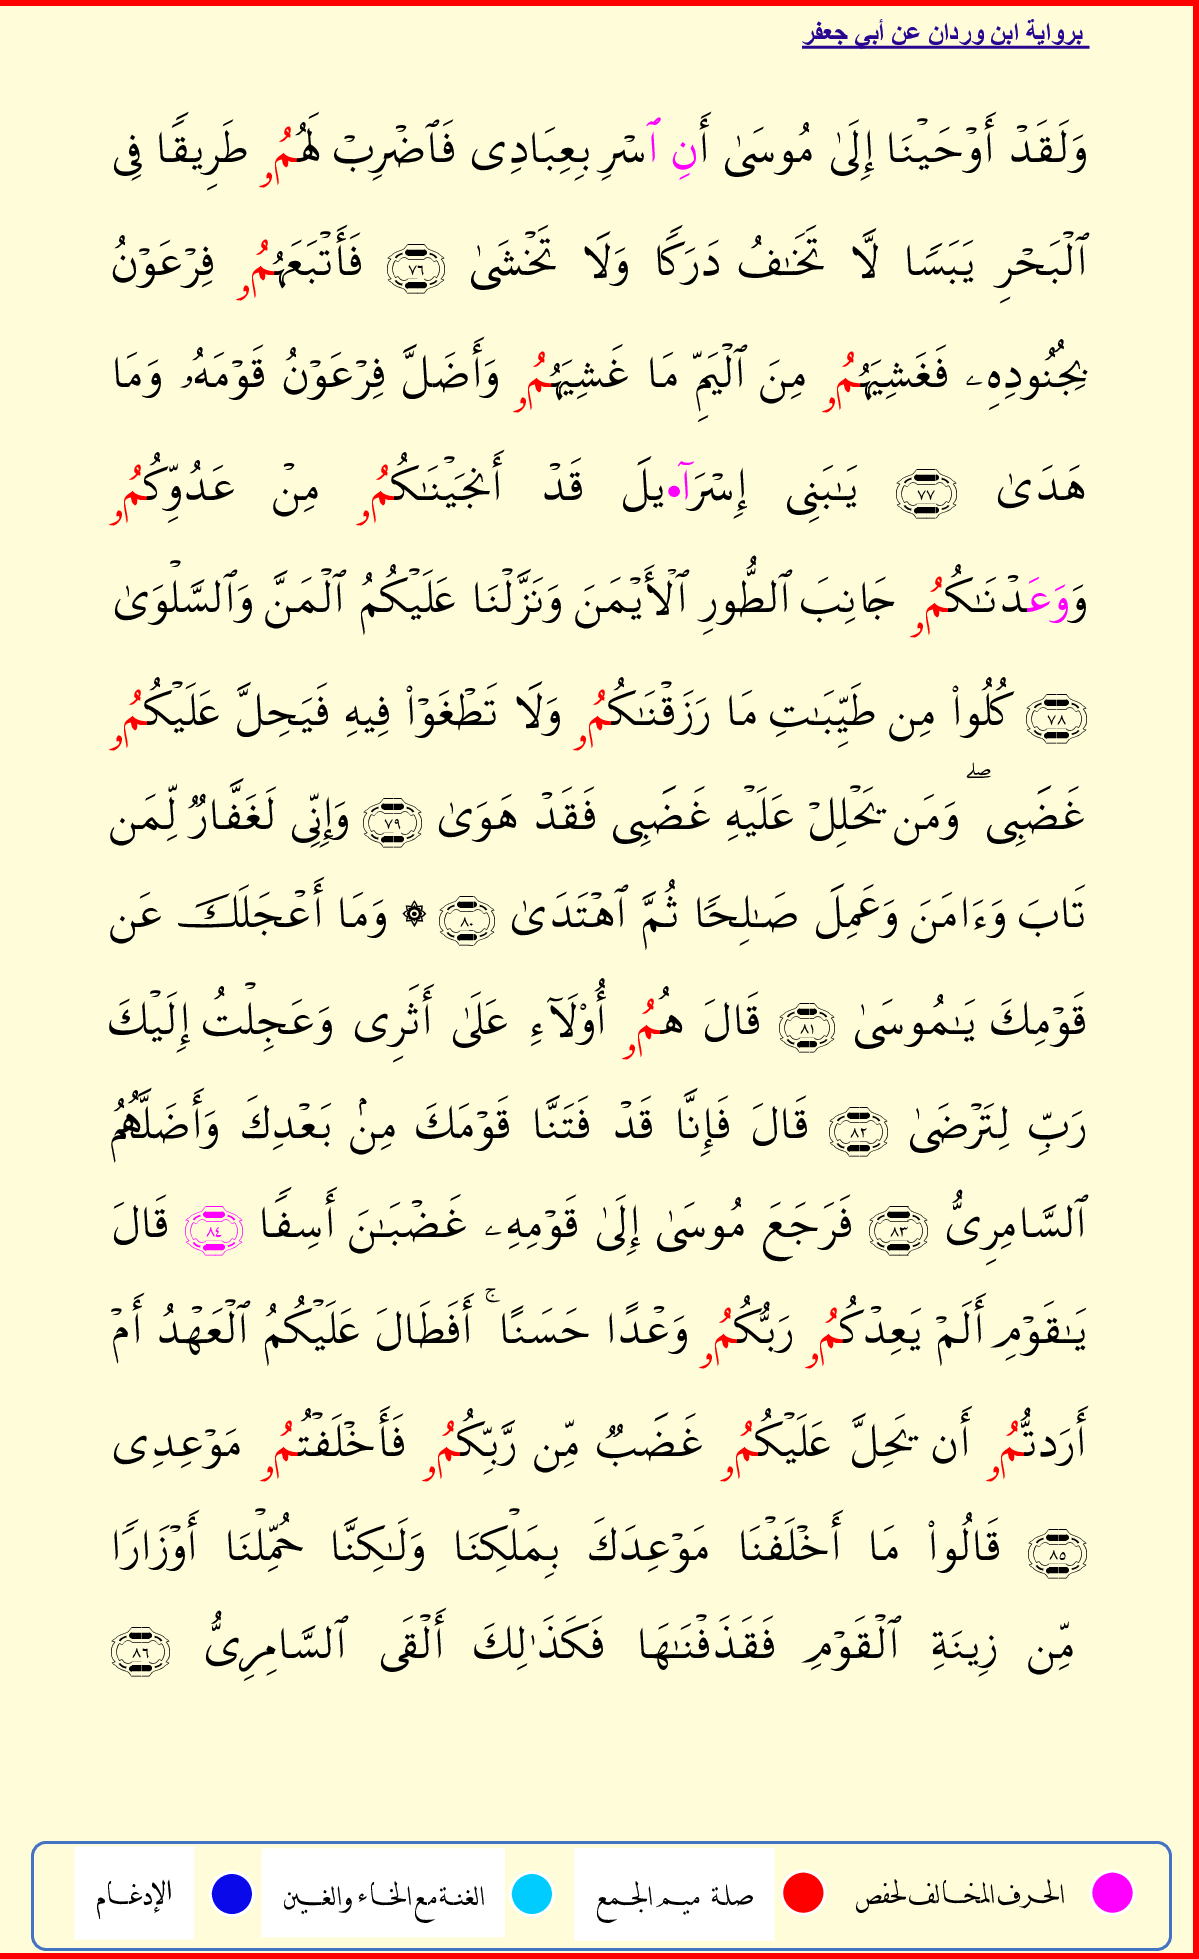 برواية ابن وردان عن أبي جعفر
وَلَقَدْ أَوْحَيْنَا إِلَىٰ مُوسَىٰ أَنِ ٱسْرِ بِعِبَادِى فَٱضْرِبْ لَهُمُۥ طَرِيقًا فِى
ٱلْبَحْرِ يَبَسًا لَّا تَخَٰفُ دَرَكًا وَلَا تَخْشَىٰ ٧٦ فَأَتْبَعَهُمُۥ فِرْعَوْنُ
بِجُنُودِهِۦ فَغَشِيَهُمُۥ مِنَ ٱلْيَمِّ مَا غَشِيَهُمُۥ وَأَضَلَّ فِرْعَوْنُ قَوْمَهُۥ وَمَا
هَدَىٰ ٧٧ يَٰبَنِى إِسْرَآ•يلَ قَدْ أَنجَيْنَٰكُمُۥ مِنْ عَدُوِّكُمُۥ
وَوَعَدْنَٰكُمُۥ جَانِبَ ٱلطُّورِ ٱلْأَيْمَنَ وَنَزَّلْنَا عَلَيْكُمُ ٱلْمَنَّ وَٱلسَّلْوَىٰ
٧٨ كُلُوا۟ مِن طَيِّبَٰتِ مَا رَزَقْنَٰكُمُۥ وَلَا تَطْغَوْا۟ فِيهِ فَيَحِلَّ عَلَيْكُمُۥ
غَضَبِى ۖ وَمَن يَحْلِلْ عَلَيْهِ غَضَبِى فَقَدْ هَوَىٰ ٧٩ وَإِنِّى لَغَفَّارٌ لِّمَن
تَابَ وَءَامَنَ وَعَمِلَ صَٰلِحًا ثُمَّ ٱهْتَدَىٰ ٨٠ ۞ وَمَا أَعْجَلَكَ عَن
قَوْمِكَ يَٰمُوسَىٰ ٨١ قَالَ هُمُۥ أُوْلَآءِ عَلَىٰ أَثَرِى وَعَجِلْتُ إِلَيْكَ
رَبِّ لِتَرْضَىٰ ٨٢ قَالَ فَإِنَّا قَدْ فَتَنَّا قَوْمَكَ مِنۢ بَعْدِكَ وَأَضَلَّهُمُ
ٱلسَّامِرِىُّ ٨٣ فَرَجَعَ مُوسَىٰ إِلَىٰ قَوْمِهِۦ غَضْبَٰنَ أَسِفًا ٨٤ قَالَ
يَٰقَوْمِ أَلَمْ يَعِدْكُمُۥ رَبُّكُمُۥ وَعْدًا حَسَنًا ۚ أَفَطَالَ عَلَيْكُمُ ٱلْعَهْدُ أَمْ
أَرَدتُّمُۥ أَن يَحِلَّ عَلَيْكُمُۥ غَضَبٌ مِّن رَّبِّكُمُۥ فَأَخْلَفْتُمُۥ مَوْعِدِى
٨٥ قَالُوا۟ مَا أَخْلَفْنَا مَوْعِدَكَ بِمَلْكِنَا وَلَٰكِنَّا حُمِّلْنَا أَوْزَارًا
مِّن زِينَةِ ٱلْقَوْمِ فَقَذَفْنَٰهَا فَكَذَٰلِكَ أَلْقَى ٱلسَّامِرِىُّ ٨٦
الحرف المخالف لحفص صلة ميم الجمع الغنة مع الخاء والغين الإدغام